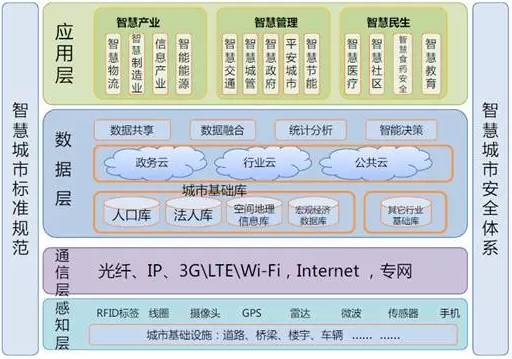 智慧城市标准规范
应用层
智慧产业
智慧物流
智慧制造业
信息产业
智能能源
智慧管理
智慧交通
智慧城管
智慧政府
平安城市
智慧节能
智慧民生
智慧医疗
智慧社区
智慧食药安全
智慧教育
数据层
数据共享
数据融合
统计分析
智能决策
政务云
行业云
公共云
城市基础库
人口库
法人库
空间地理
信息库
宏观经济
数据库
其它行业
基础库
通信层
光纤、IP、3G\LTE\Wi-Fi，Internet ，专网
感知层
RFID标签
线圈
摄像头
GPS
雷达
微波
传感器
手机
城市基础设施：道路、桥梁、楼宇、车辆 …… ……
智慧城市安全体系